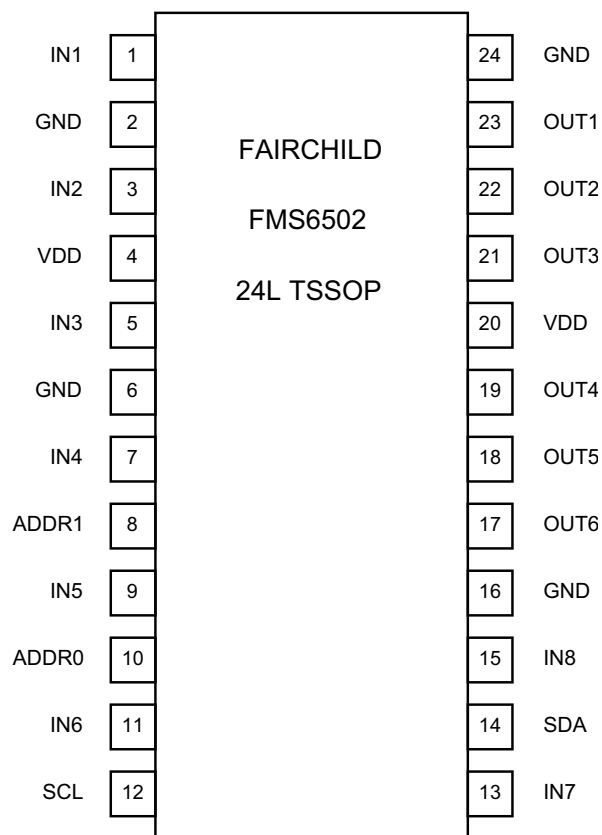 IN1 1 24 GND
GND 2 23 OUT1
FAIRCHILD
IN2 3 22 OUT2
FMS6502
VDD 4 21 OUT3
24L TSSOP
IN3 5 20 VDD
GND 6 19 OUT4
IN4 7 18 OUT5
ADDR1 8 17 OUT6
IN5 9 16 GND
ADDR0 10 15 IN8
IN6 11 14 SDA
SCL 12 13 IN7